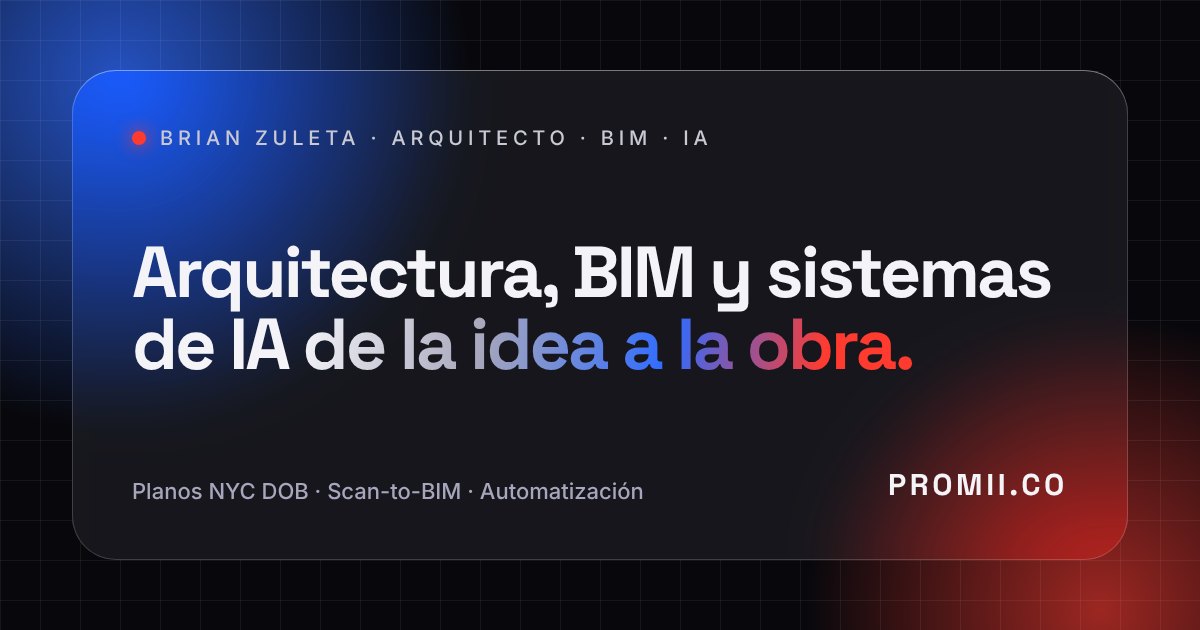 BRIAN ZULETA · ARQUITECTO · BIM · IA
Arquitectura, BIM y sistemas
de IA de la idea a la obra.
Planos NYC DOB · Scan-to-BIM · Automatización
PROMII.CO